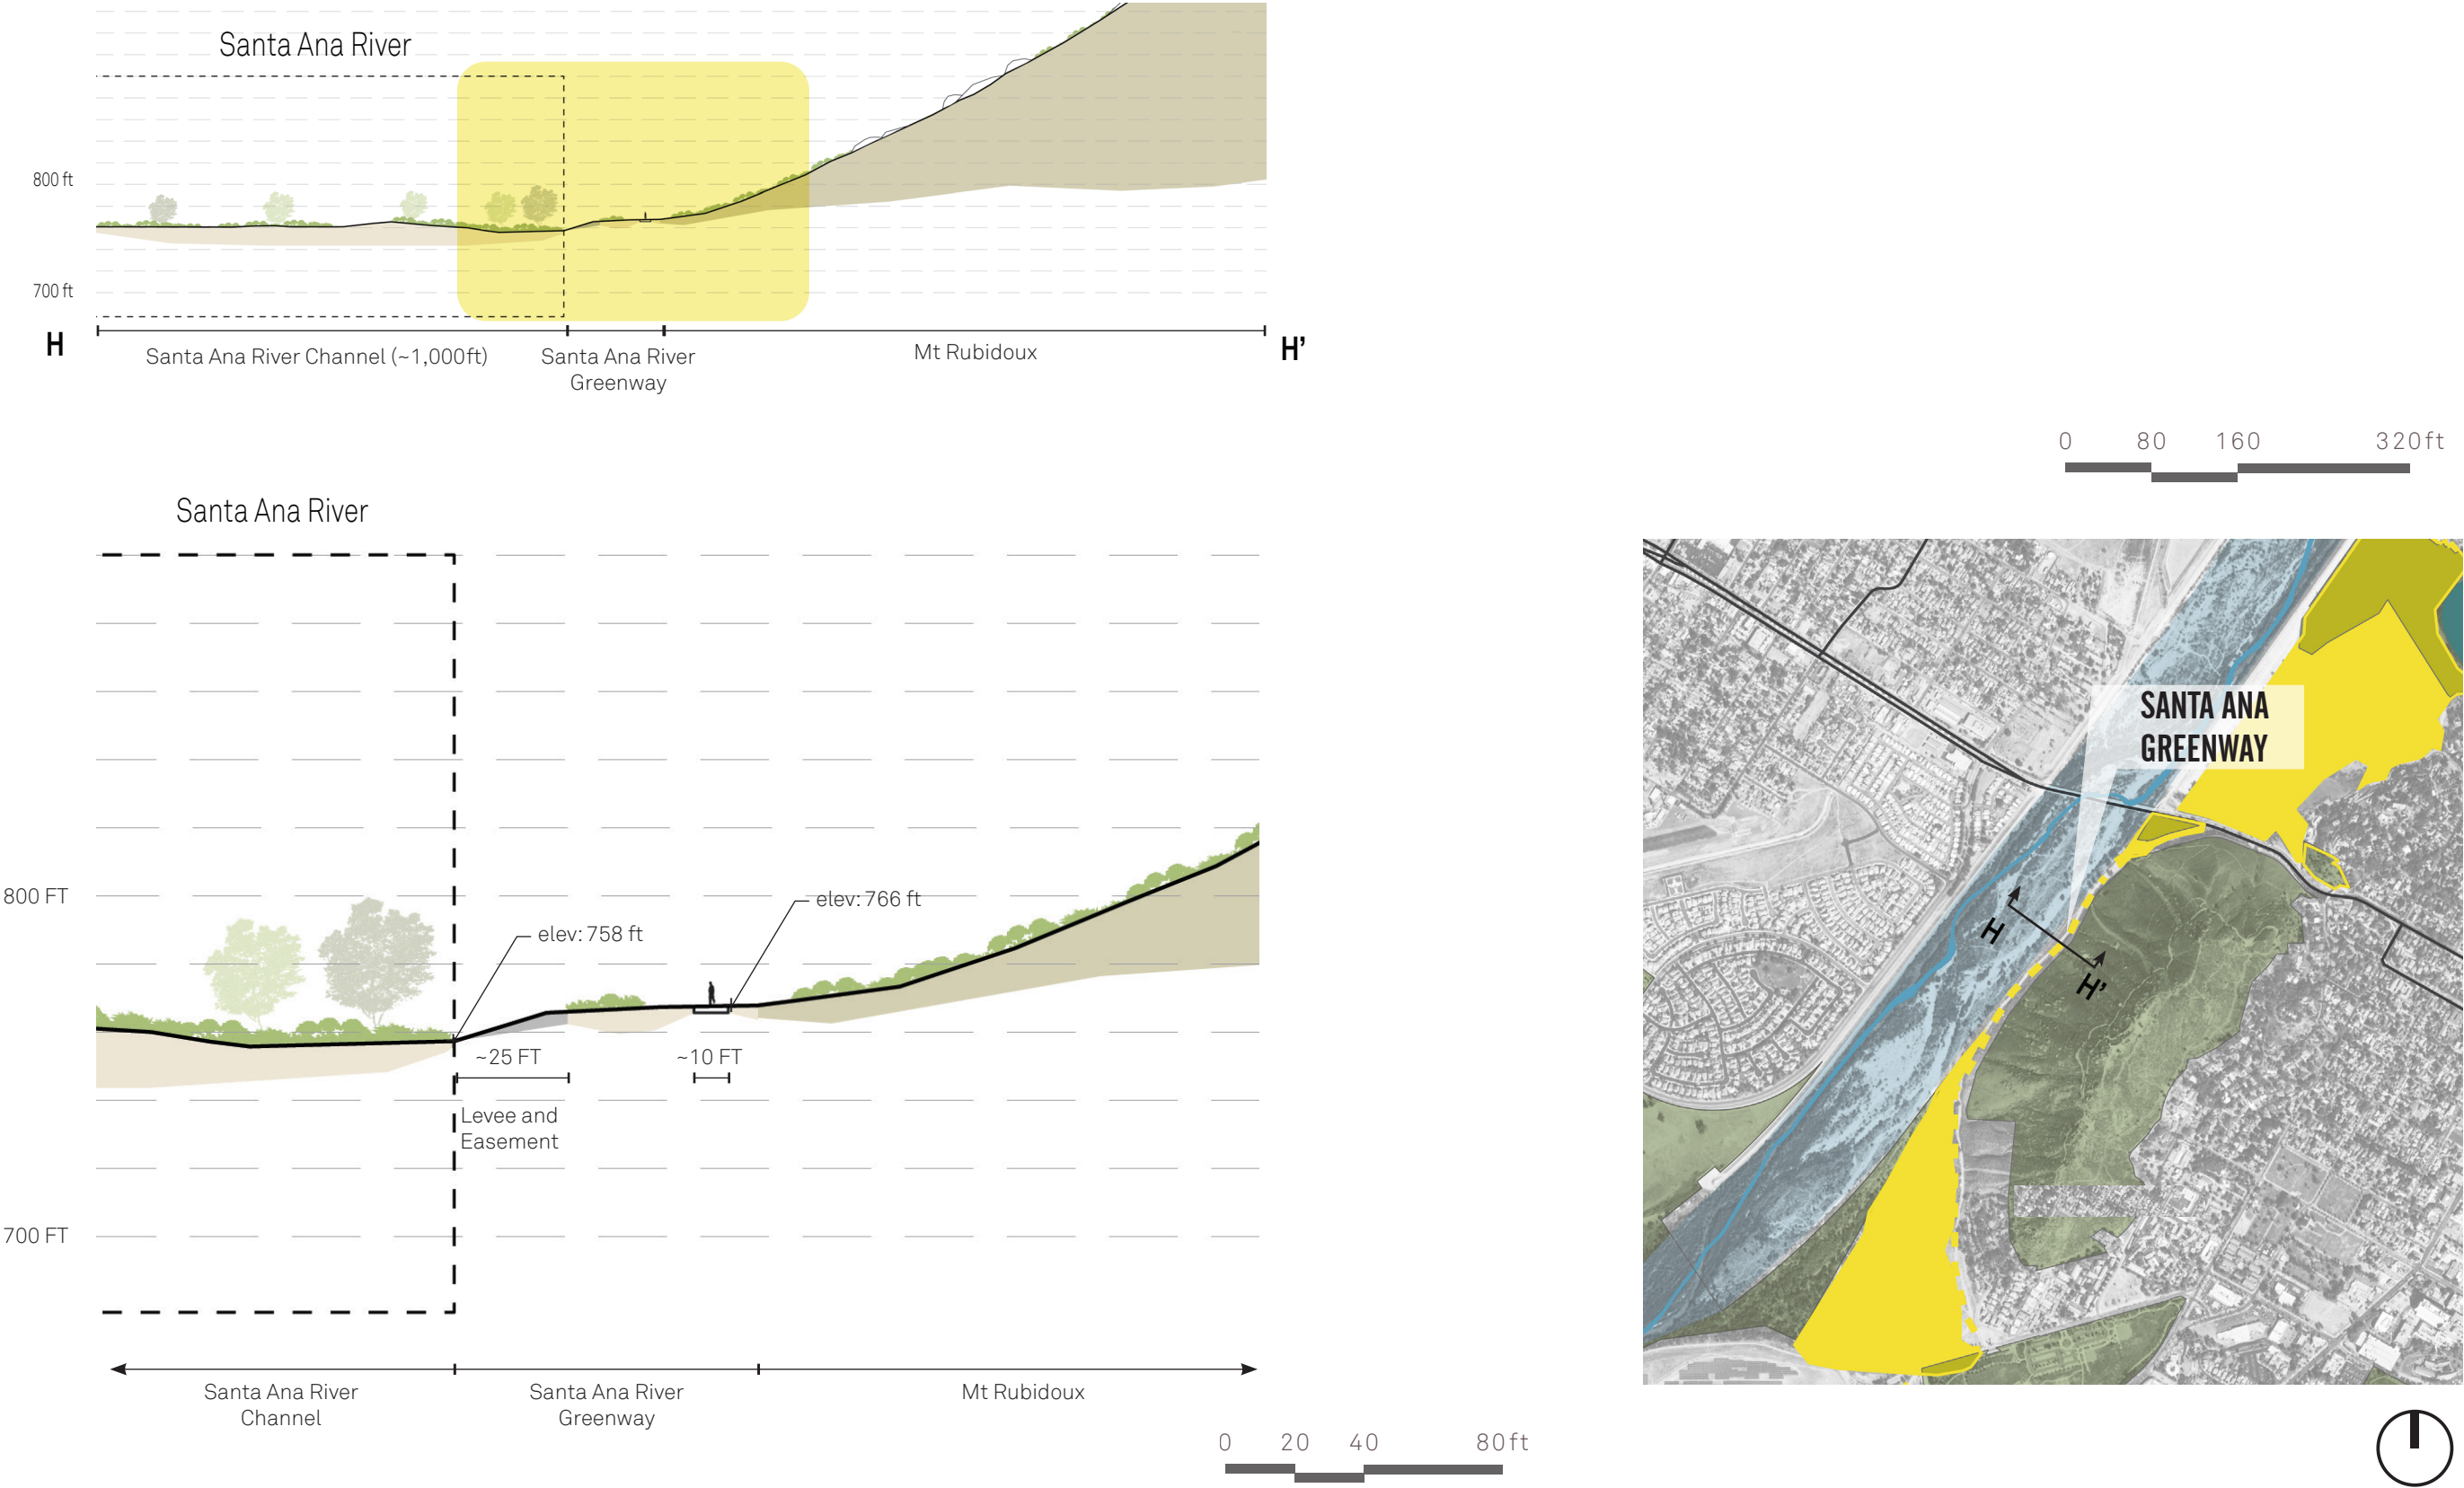 Santa Ana River
800 ft
700 ft
H
H’
Santa Ana River Channel (~1,000ft)
Santa Ana River
Greenway
Mt Rubidoux
0 80 160 320ft
Santa Ana River
800 FT
700 FT
elev: 758 ft
elev: 766 ft
~25 FT
~10 FT
Levee and
Easement
Santa Ana River
Channel
Santa Ana River
Greenway
Mt Rubidoux
0 20 40 80ft
SANTA ANA
GREENWAY
H
H’